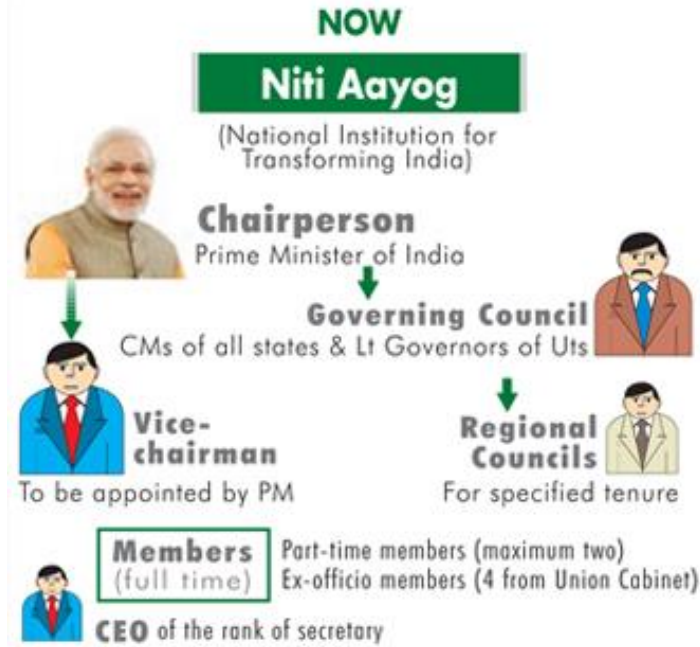 NOW
Niti Aayog
(National Institution for
Transforming India)
Chairperson
Prime Minister of India
Governing Council
CMs of all states & Lt Governors of Uts
Vice-
chairman
To be appointed by PM
Regional
Councils
For specified tenure
Members
(full time)
Part-time members (maximum two)
Ex-officio members (4 from Union Cabinet)
CEO of the rank of secretary